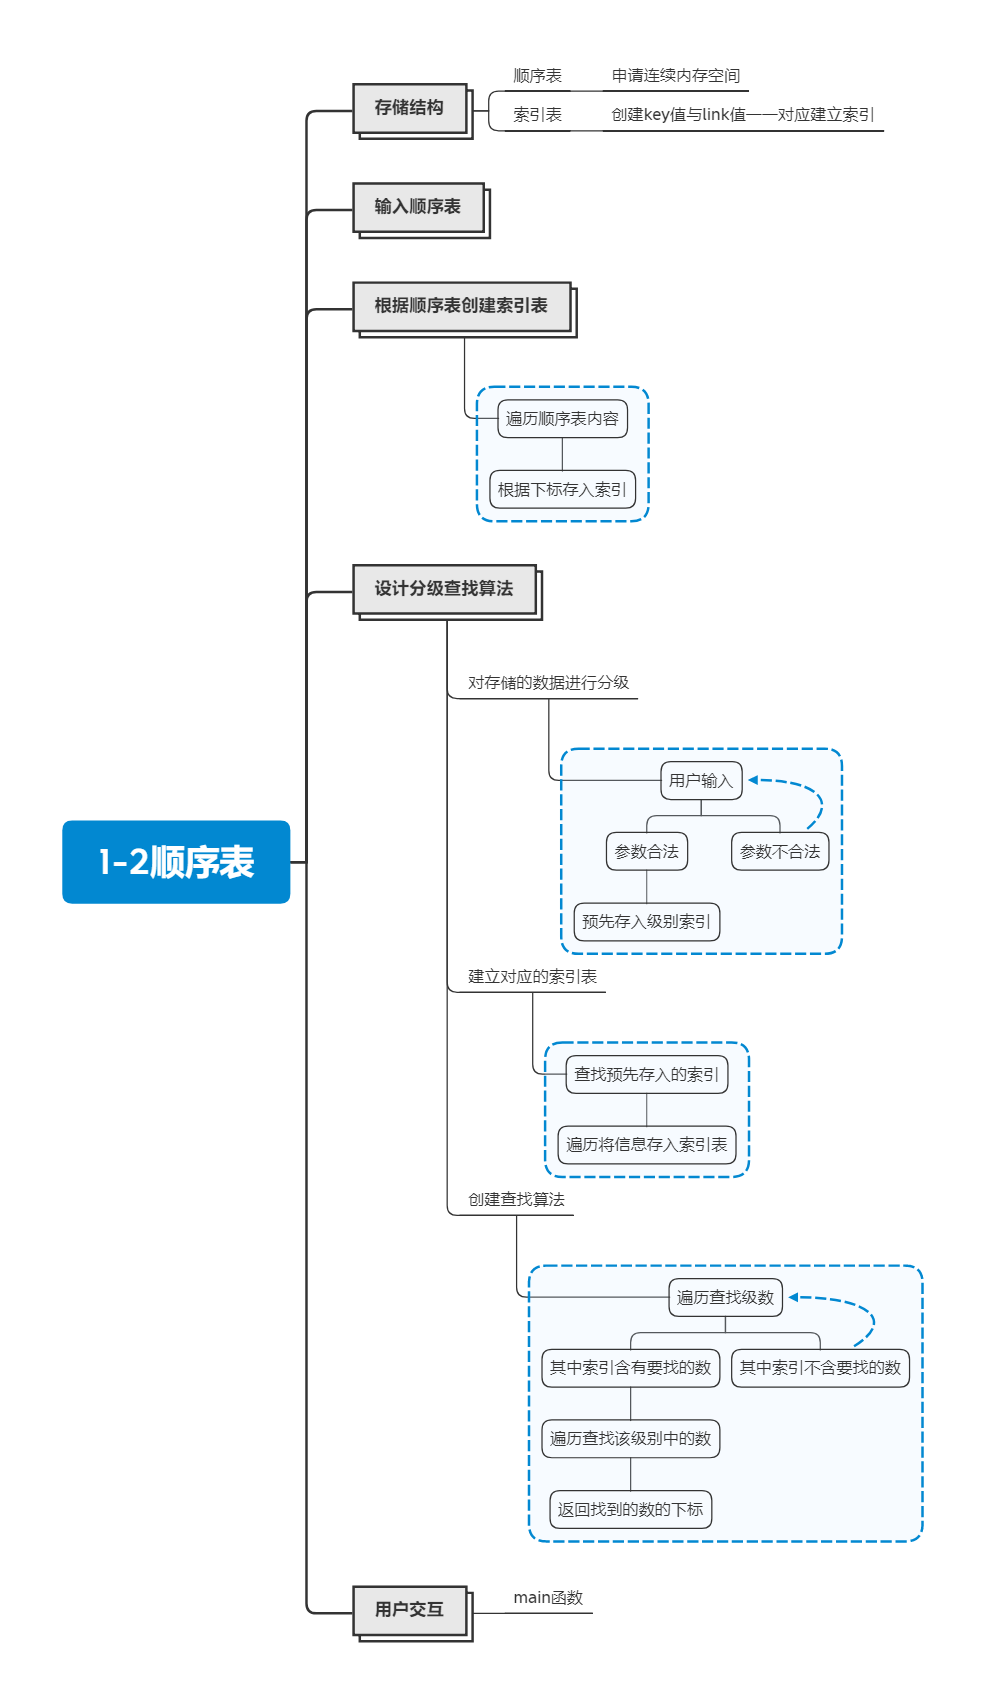 1-2顺序表
存储结构
顺序表
申请连续内存空间
索引表
创建key值与link值一一对应建立索引
输入顺序表
根据顺序表创建索引表
遍历顺序表内容
根据下标存入索引
设计分级查找算法
对存储的数据进行分级
用户输入
参数合法
参数不合法
预先存入级别索引
建立对应的索引表
查找预先存入的索引
遍历将信息存入索引表
创建查找算法
遍历查找级数
其中索引含有要找的数
其中索引不含要找的数
遍历查找该级别中的数
返回找到的数的下标
用户交互
main函数